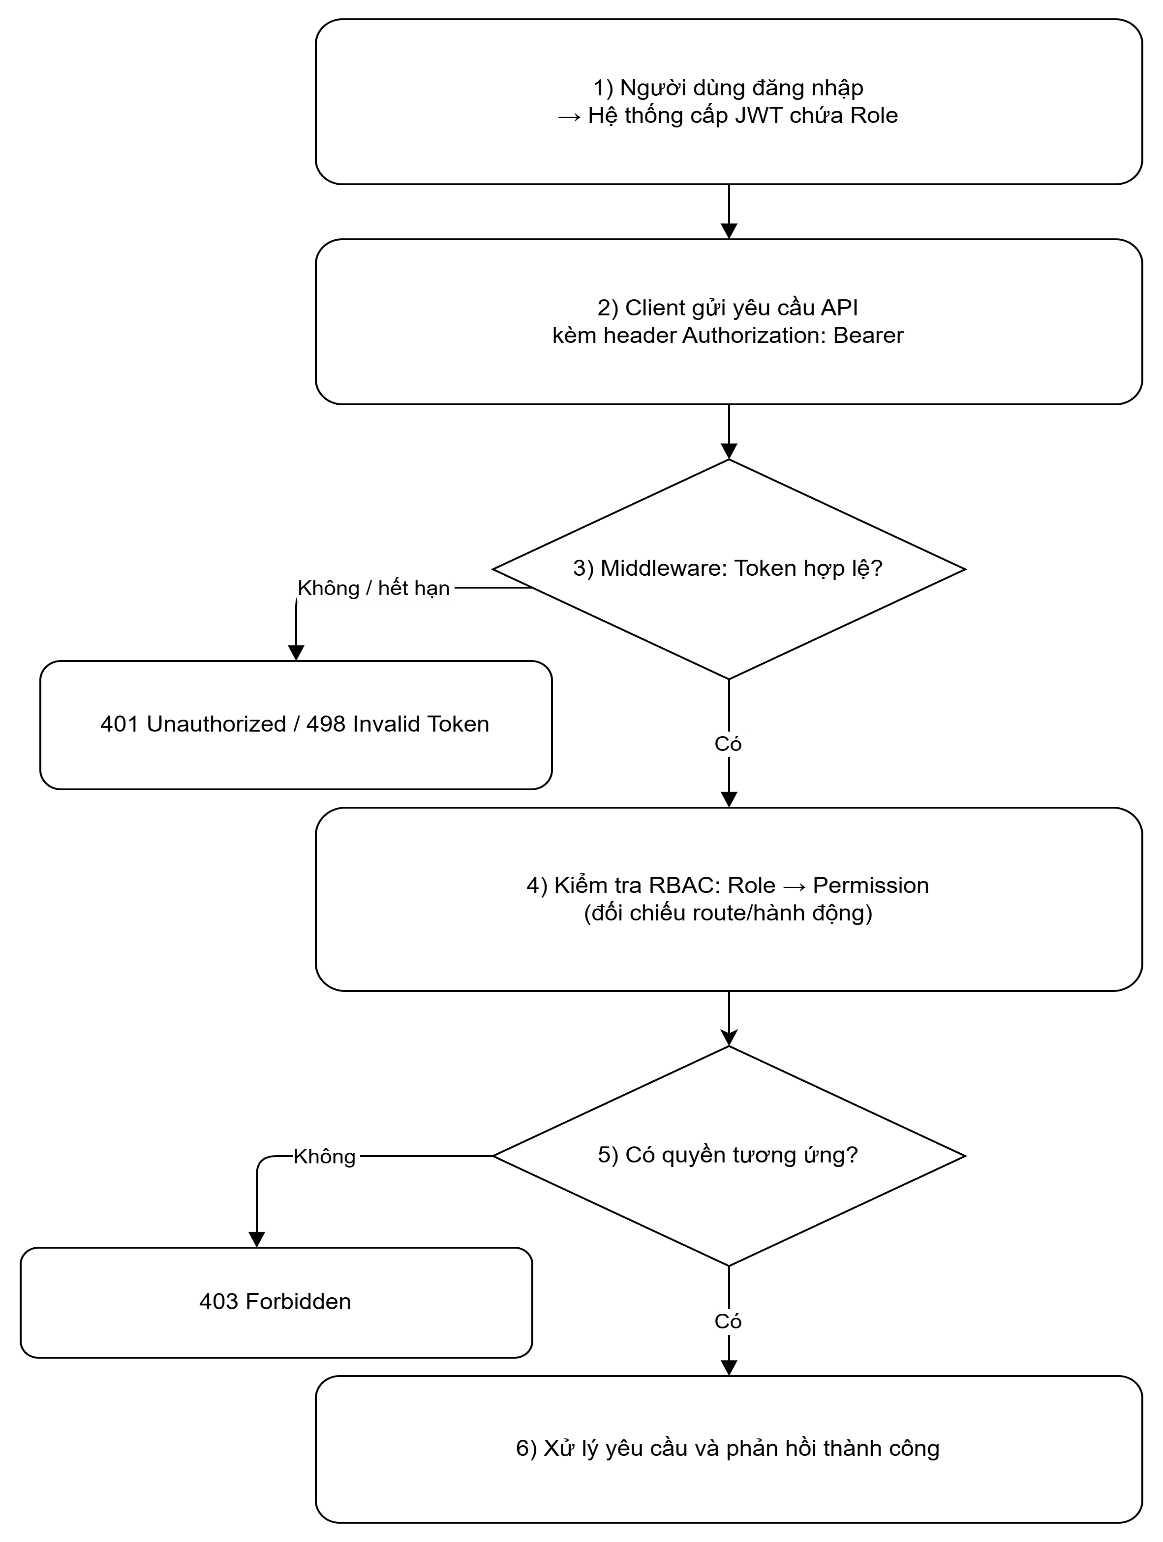 1) Người dùng đăng nhập
→ Hệ thống cấp JWT chứa Role
2) Client gửi yêu cầu API
kèm header Authorization: Bearer
3) Middleware: Token hợp lệ?
Không / hết hạn
401 Unauthorized / 498 Invalid Token
Có
4) Kiểm tra RBAC: Role → Permission
(đối chiếu route/hành động)
5) Có quyền tương ứng?
Không
403 Forbidden
Có
6) Xử lý yêu cầu và phản hồi thành công